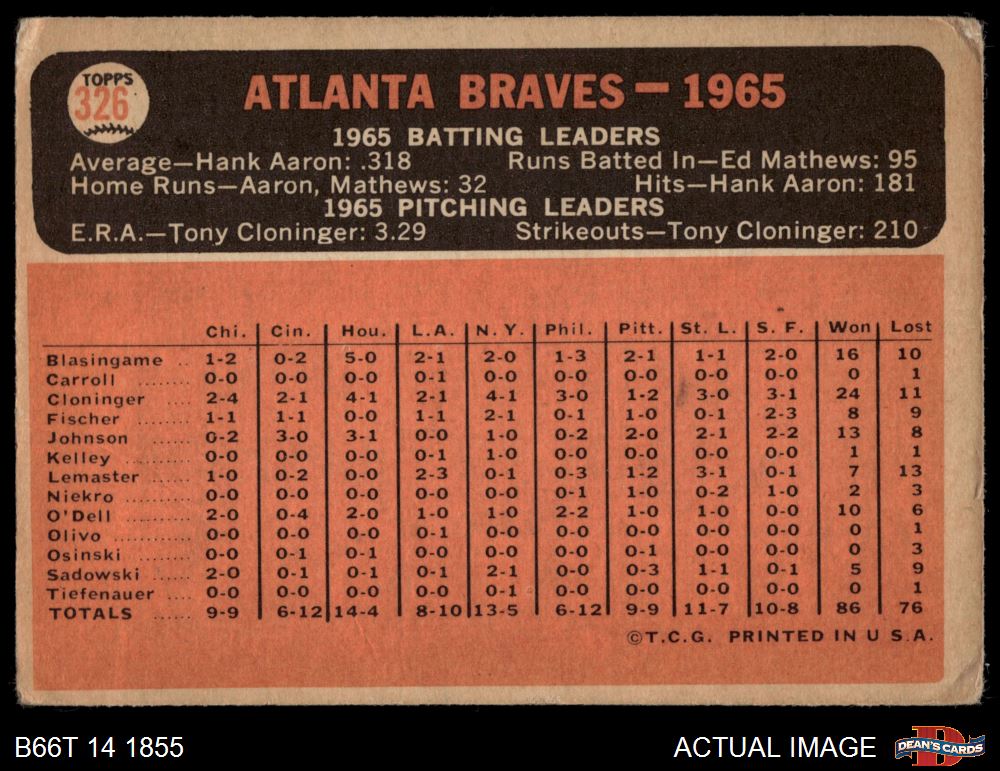 TOPPS
326
ATLANTA BRAVES — 1965
1965 BATTING LEADERS
Average—Hank Aaron: .318 Runs Batted In—Ed Mathews: 95
Home Runs—Aaron, Mathews: 32 Hits—Hank Aaron: 181
1965 PITCHING LEADERS
E.R.A.—Tony Cloninger: 3.29 Strikeouts—Tony Cloninger: 210
Chi. Cin. Hou. L.A. N.Y. Phil. Pitt. St. L. S. F. Won Lost
Blasingame .. 1-2 0-2 5-0 2-1 2-0 1-3 2-1 1-1 2-0 16 10
Carroll ........ 0-0 0-0 0-0 0-1 0-0 0-0 0-0 0-0 0-0 0 1
Cloninger .... 2-4 2-1 4-1 2-1 4-1 3-0 1-2 3-0 3-1 24 11
Fischer ........ 1-1 1-1 0-0 1-1 2-1 0-1 1-0 0-1 2-3 8 9
Johnson ...... 0-2 3-0 3-1 0-0 1-0 0-2 2-0 2-1 2-2 13 8
Kelley .......... 0-0 0-0 0-0 0-1 1-0 0-0 0-0 0-0 0-0 1 1
Lemaster ...... 1-0 0-2 0-0 2-3 0-1 0-3 1-2 3-1 0-1 7 13
Niekro .......... 0-0 0-0 0-0 0-0 0-0 0-1 1-0 0-2 1-0 2 3
O'Dell .......... 2-0 0-4 2-0 1-0 1-0 2-2 1-0 1-0 0-0 10 6
Olivo ............ 0-0 0-0 0-0 0-1 0-0 0-0 0-0 0-0 0-0 0 1
Osinski ........ 0-0 0-1 0-1 0-0 0-0 0-0 0-1 0-0 0-0 0 3
Sadowski ...... 2-0 0-1 0-1 0-1 2-1 0-0 0-3 1-1 0-1 5 9
Tiefenauer .... 0-0 0-0 0-0 0-0 0-1 0-0 0-0 0-0 0-0 0 1
TOTALS ...... 9-9 6-12 14-4 8-10 13-5 6-12 9-9 11-7 10-8 86 76
©T.C.G. PRINTED IN U S.A.
B66T 14 1855 ACTUAL IMAGE D DEAN'S CARDS